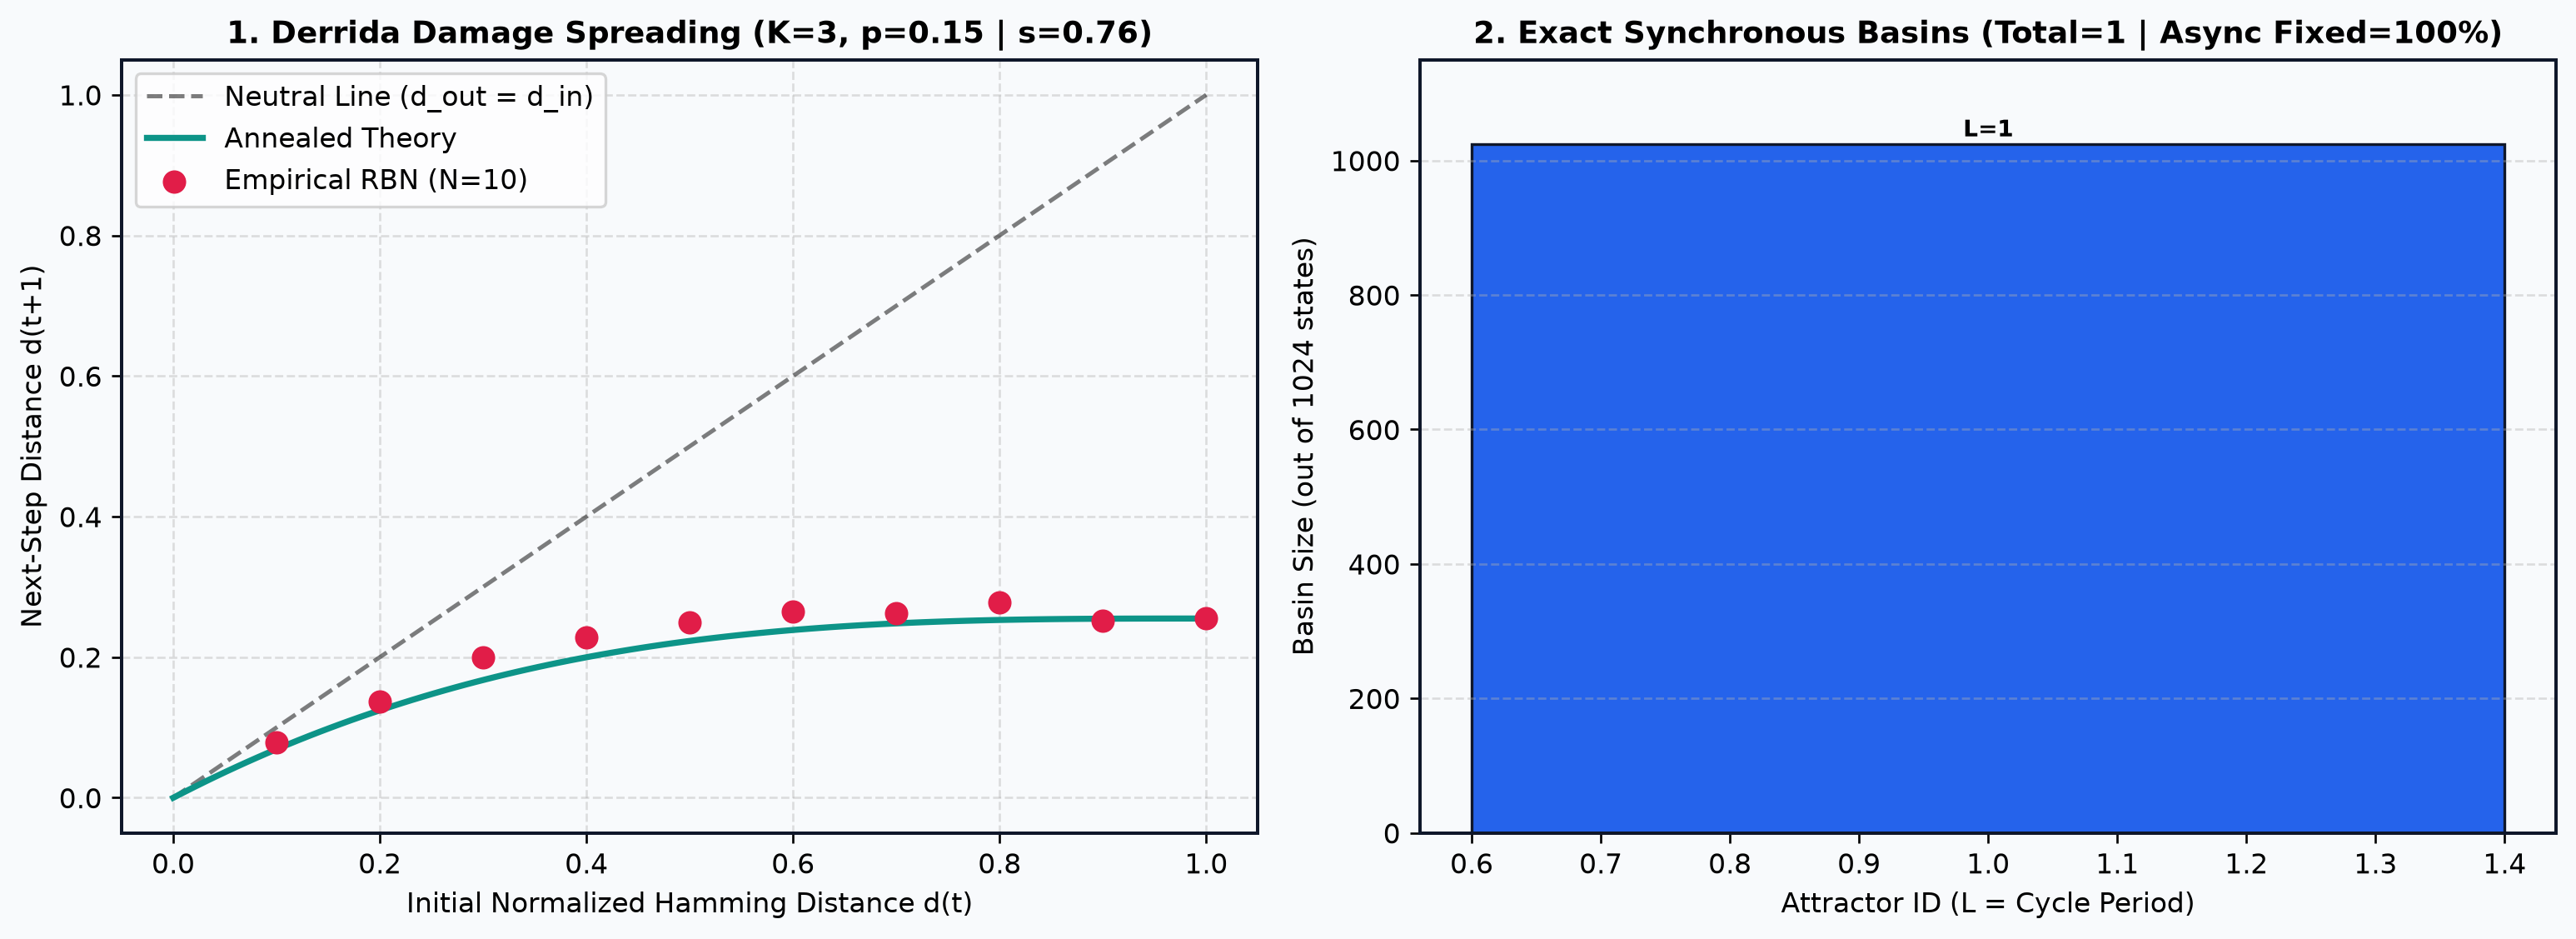 1. Derrida Damage Spreading (K=3, p=0.15 | s=0.76)
Neutral Line (d_out = d_in)
Annealed Theory
Empirical RBN (N=10)
Next-Step Distance d(t+1)
1.0
0.8
0.6
0.4
0.2
0.0
0.0 0.2 0.4 0.6 0.8 1.0
Initial Normalized Hamming Distance d(t)
2. Exact Synchronous Basins (Total=1 | Async Fixed=100%)
L=1
Basin Size (out of 1024 states)
1000
800
600
400
200
0
0.6 0.7 0.8 0.9 1.0 1.1 1.2 1.3 1.4
Attractor ID (L = Cycle Period)